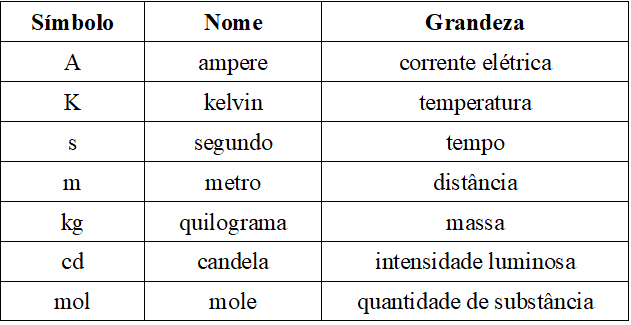 Símbolo Nome Grandeza
A ampere corrente elétrica
K kelvin temperatura
s segundo tempo
m metro distância
kg quilograma massa
cd candela intensidade luminosa
mol mole quantidade de substância